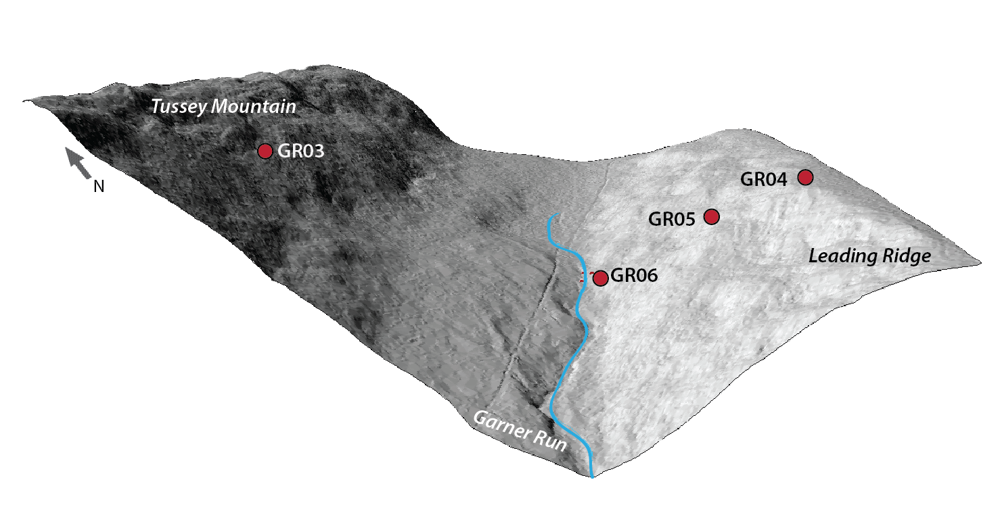 Tussey Mountain
GR03
N
GR04
GR05
Leading Ridge
GR06
Garner Run